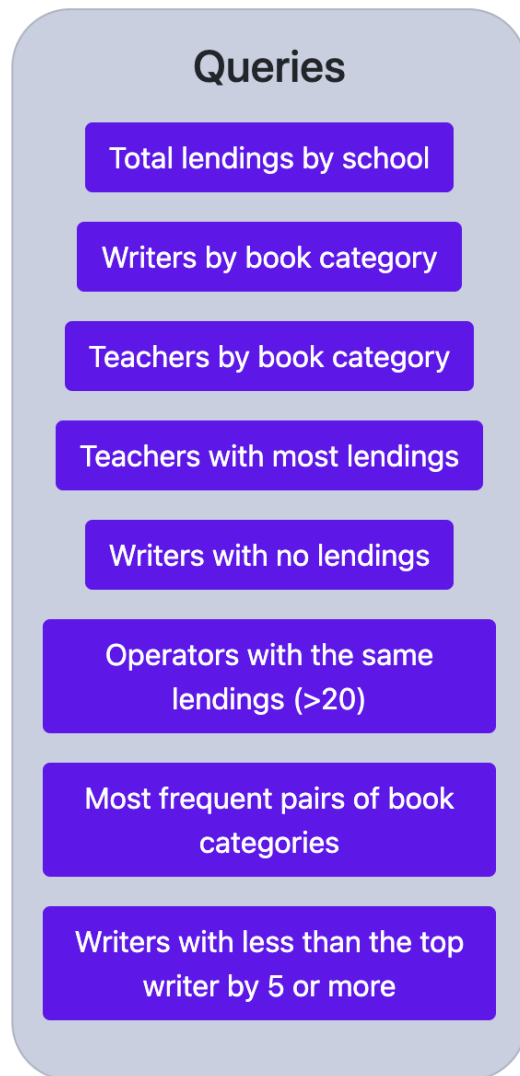 Queries
Total lendings by school
Writers by book category
Teachers by book category
Teachers with most lendings
Writers with no lendings
Operators with the same
lendings (>20)
Most frequent pairs of book
categories
Writers with less than the top
writer by 5 or more